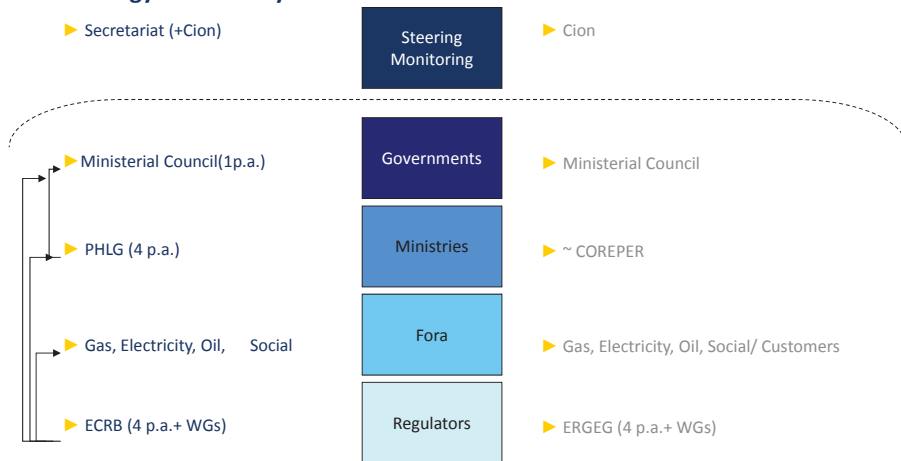 Secretariat (+Cion)
Steering
Monitoring
Cion
Ministerial Council(1p.a.)
Governments
Ministerial Council
PHLG (4 p.a.)
Ministries
~ COREPER
Gas, Electricity, Oil, Social
Fora
Gas, Electricity, Oil, Social/ Customers
ECRB (4 p.a.+ WGs)
Regulators
ERGEG (4 p.a.+ WGs)